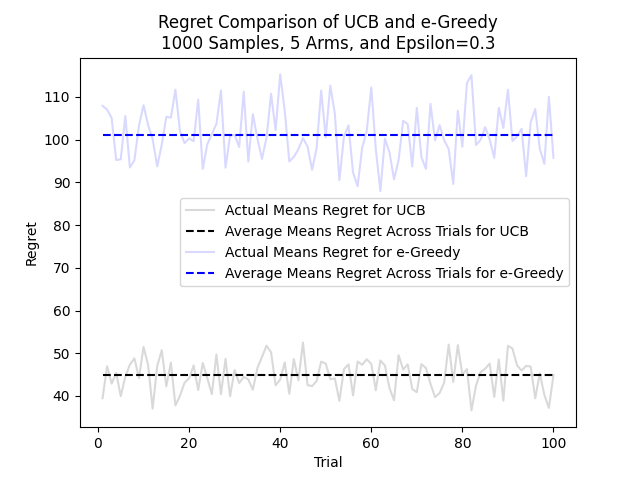 Regret Comparison of UCB and e-Greedy
1000 Samples, 5 Arms, and Epsilon=0.3
Regret
110
100
90
80
70
60
50
40
Actual Means Regret for UCB
Average Means Regret Across Trials for UCB
Actual Means Regret for e-Greedy
Average Means Regret Across Trials for e-Greedy
0 20 40 60 80 100
Trial